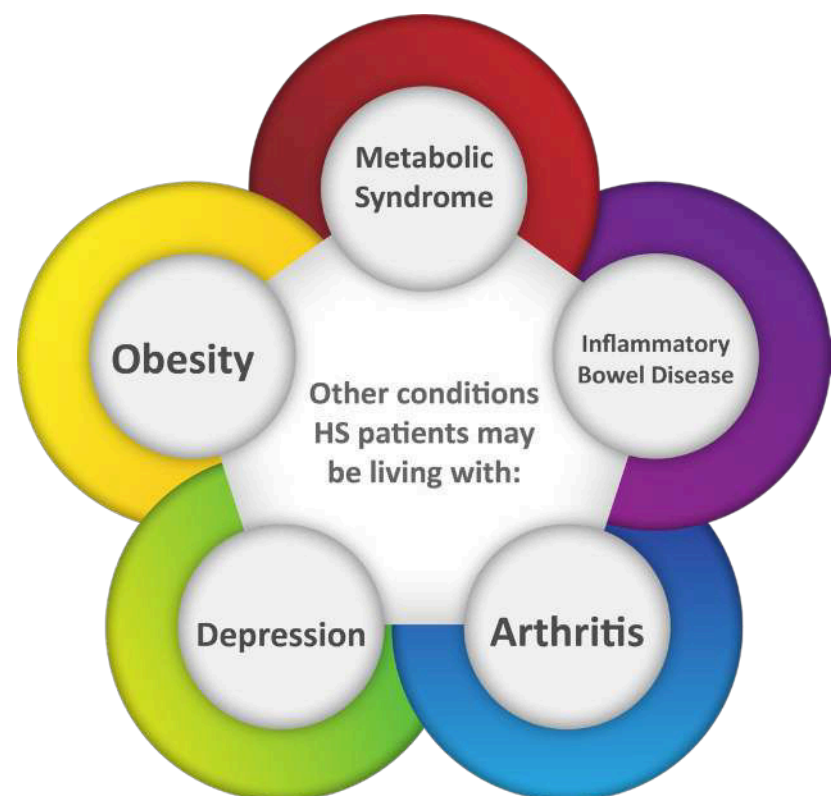 Metabolic
Syndrome
Obesity
Inflammatory
Bowel Disease
Other conditions
HS patients may
be living with:
Depression
Arthritis